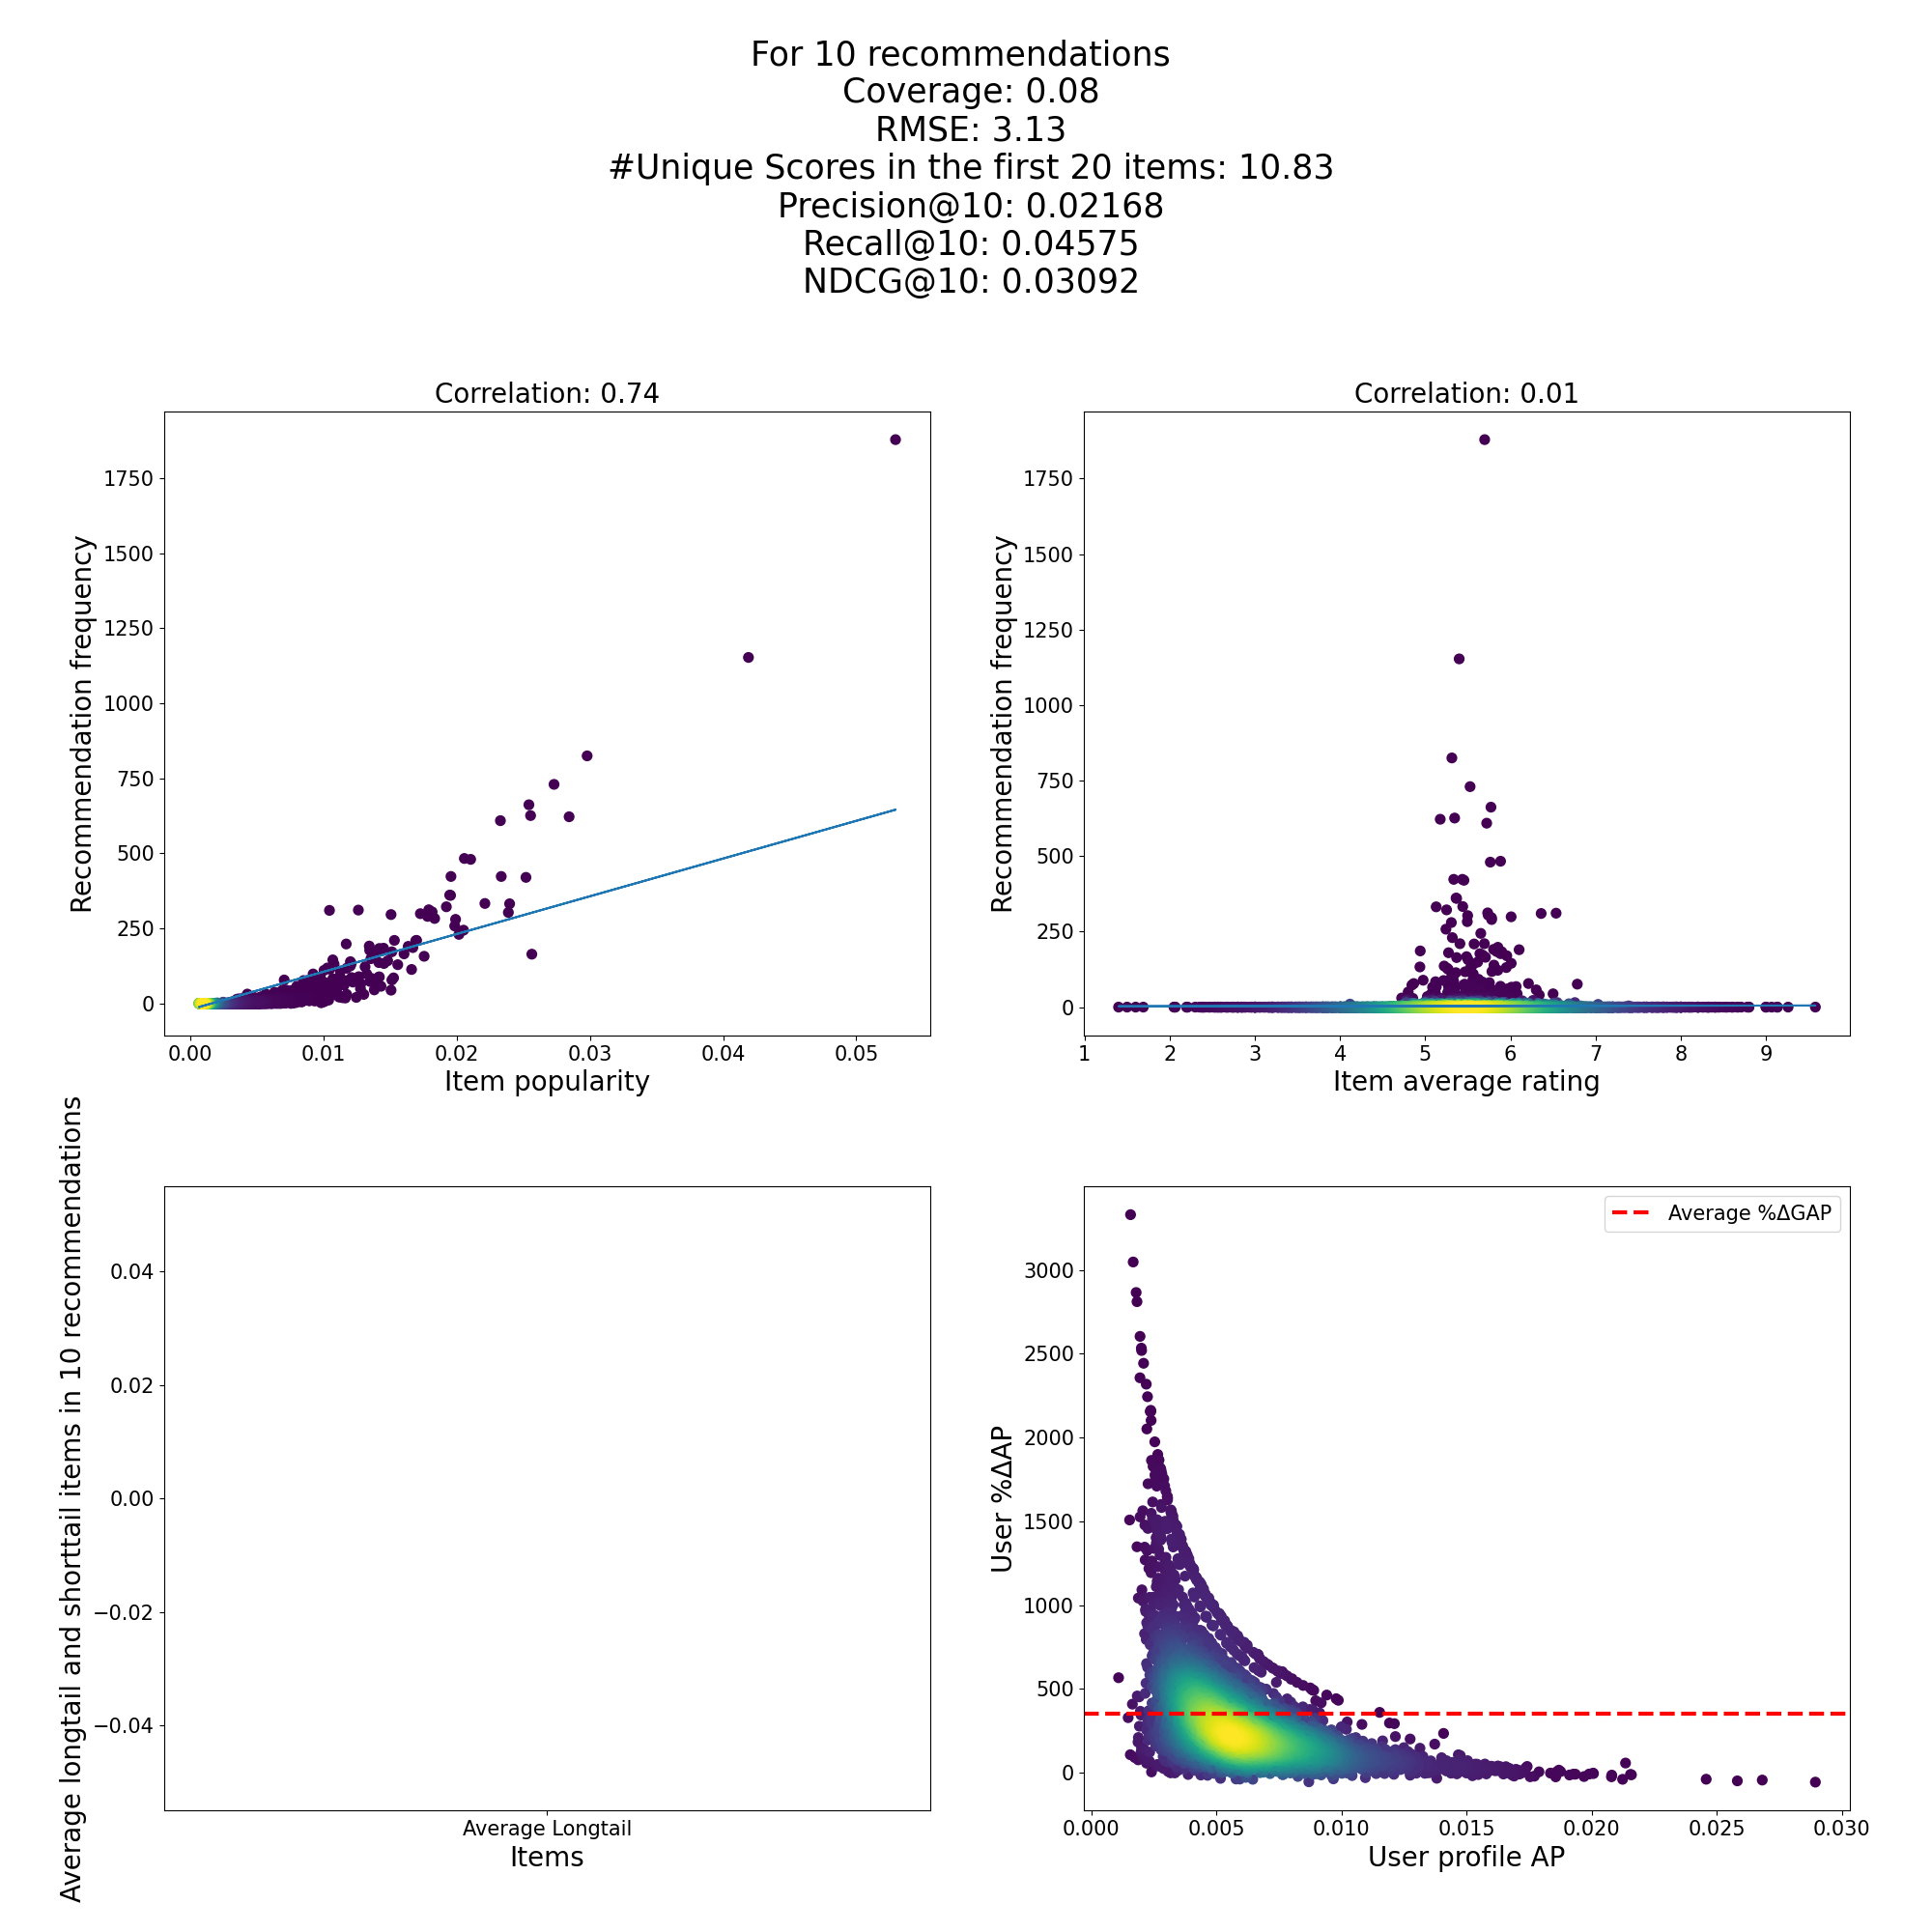 For 10 recommendations
Coverage: 0.08
RMSE: 3.13
#Unique Scores in the first 20 items: 10.83
Precision@10: 0.02168
Recall@10: 0.04575
NDCG@10: 0.03092
Correlation: 0.74
Recommendation frequency
1750
1500
1250
1000
750
500
250
0
0.00 0.01 0.02 0.03 0.04 0.05
Item popularity
Correlation: 0.01
Recommendation frequency
1750
1500
1250
1000
750
500
250
0
1 2 3 4 5 6 7 8 9
Item average rating
Average longtail and shorttail items in 10 recommendations
0.04
0.02
0.00
−0.02
−0.04
Average Longtail
Items
Average %ΔGAP
User %ΔAP
3000
2500
2000
1500
1000
500
0
0.000 0.005 0.010 0.015 0.020 0.025 0.030
User profile AP